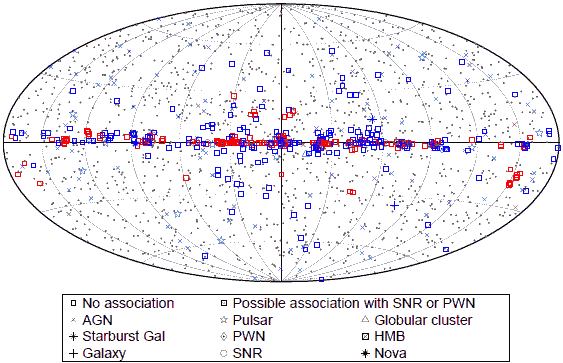 No association Possible association with SNR or PWN
AGN Pulsar Globular cluster
Starburst Gal PWN HMB
Galaxy SNR Nova